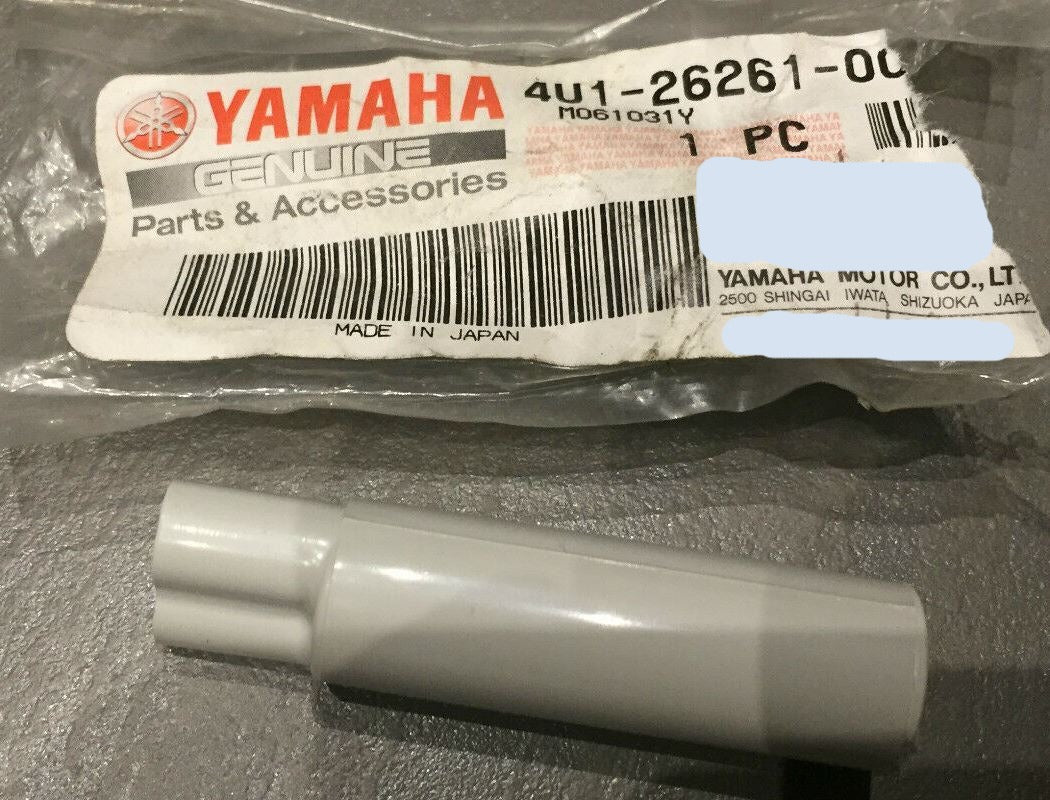 YAMAHA
GENUINE
Parts & Accessories
4U1-26261-00
M061031Y
1 PC
YAMAHA MOTOR CO., LT
2500 SHINGAI IWATA SHIZUOKA JAPA
MADE IN JAPAN